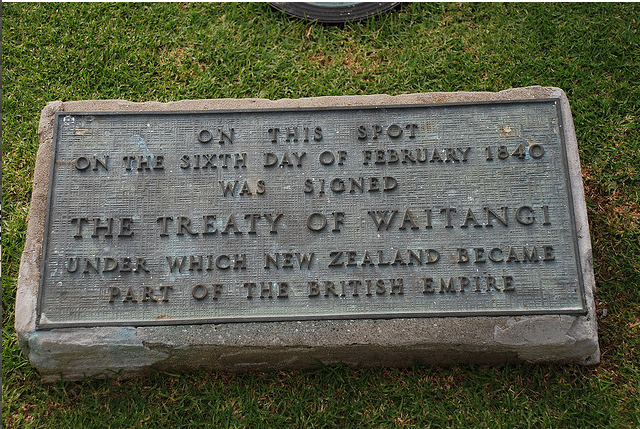 ON THIS SPOT
ON THE SIXTH DAY OF FEBRUARY 1840
WAS SIGNED
THE TREATY OF WAITANGI
UNDER WHICH NEW ZEALAND BECAME
PART OF THE BRITISH EMPIRE